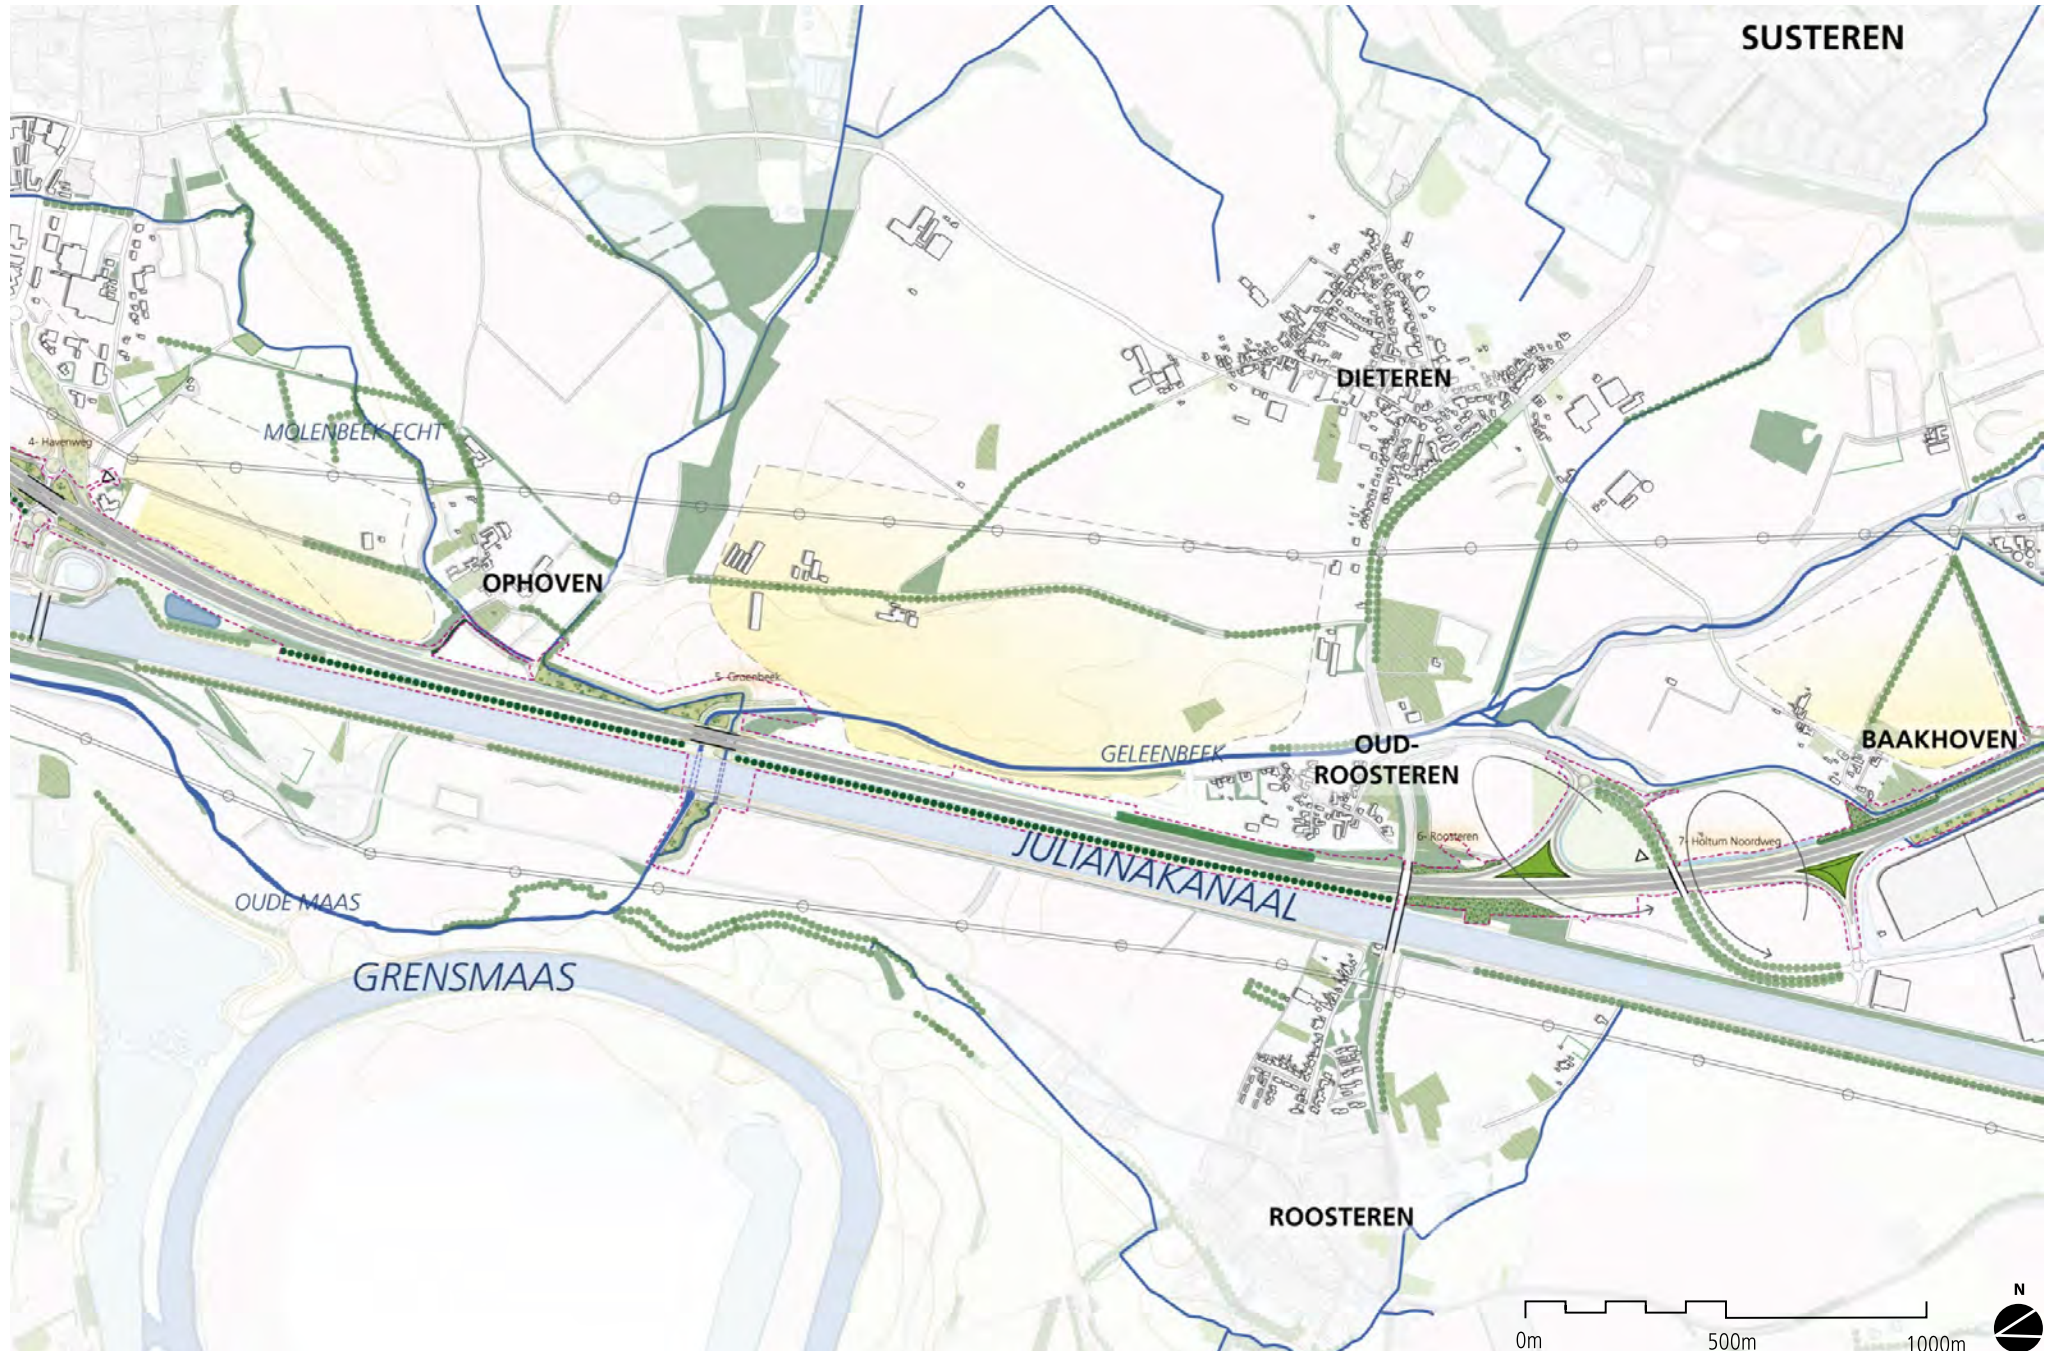 SUSTEREN
DIETEREN
MOLENBEEK ECHT
4- Havenweg
OPHOVEN
5- Groenbeek
GELEENBEEK
OUD-
ROOSTEREN
BAAKHOVEN
6- Roosteren
7- Holtum Noordweg
JULIANAKANAAL
OUDE MAAS
GRENSMAAS
ROOSTEREN
N
0m 500m 1000m